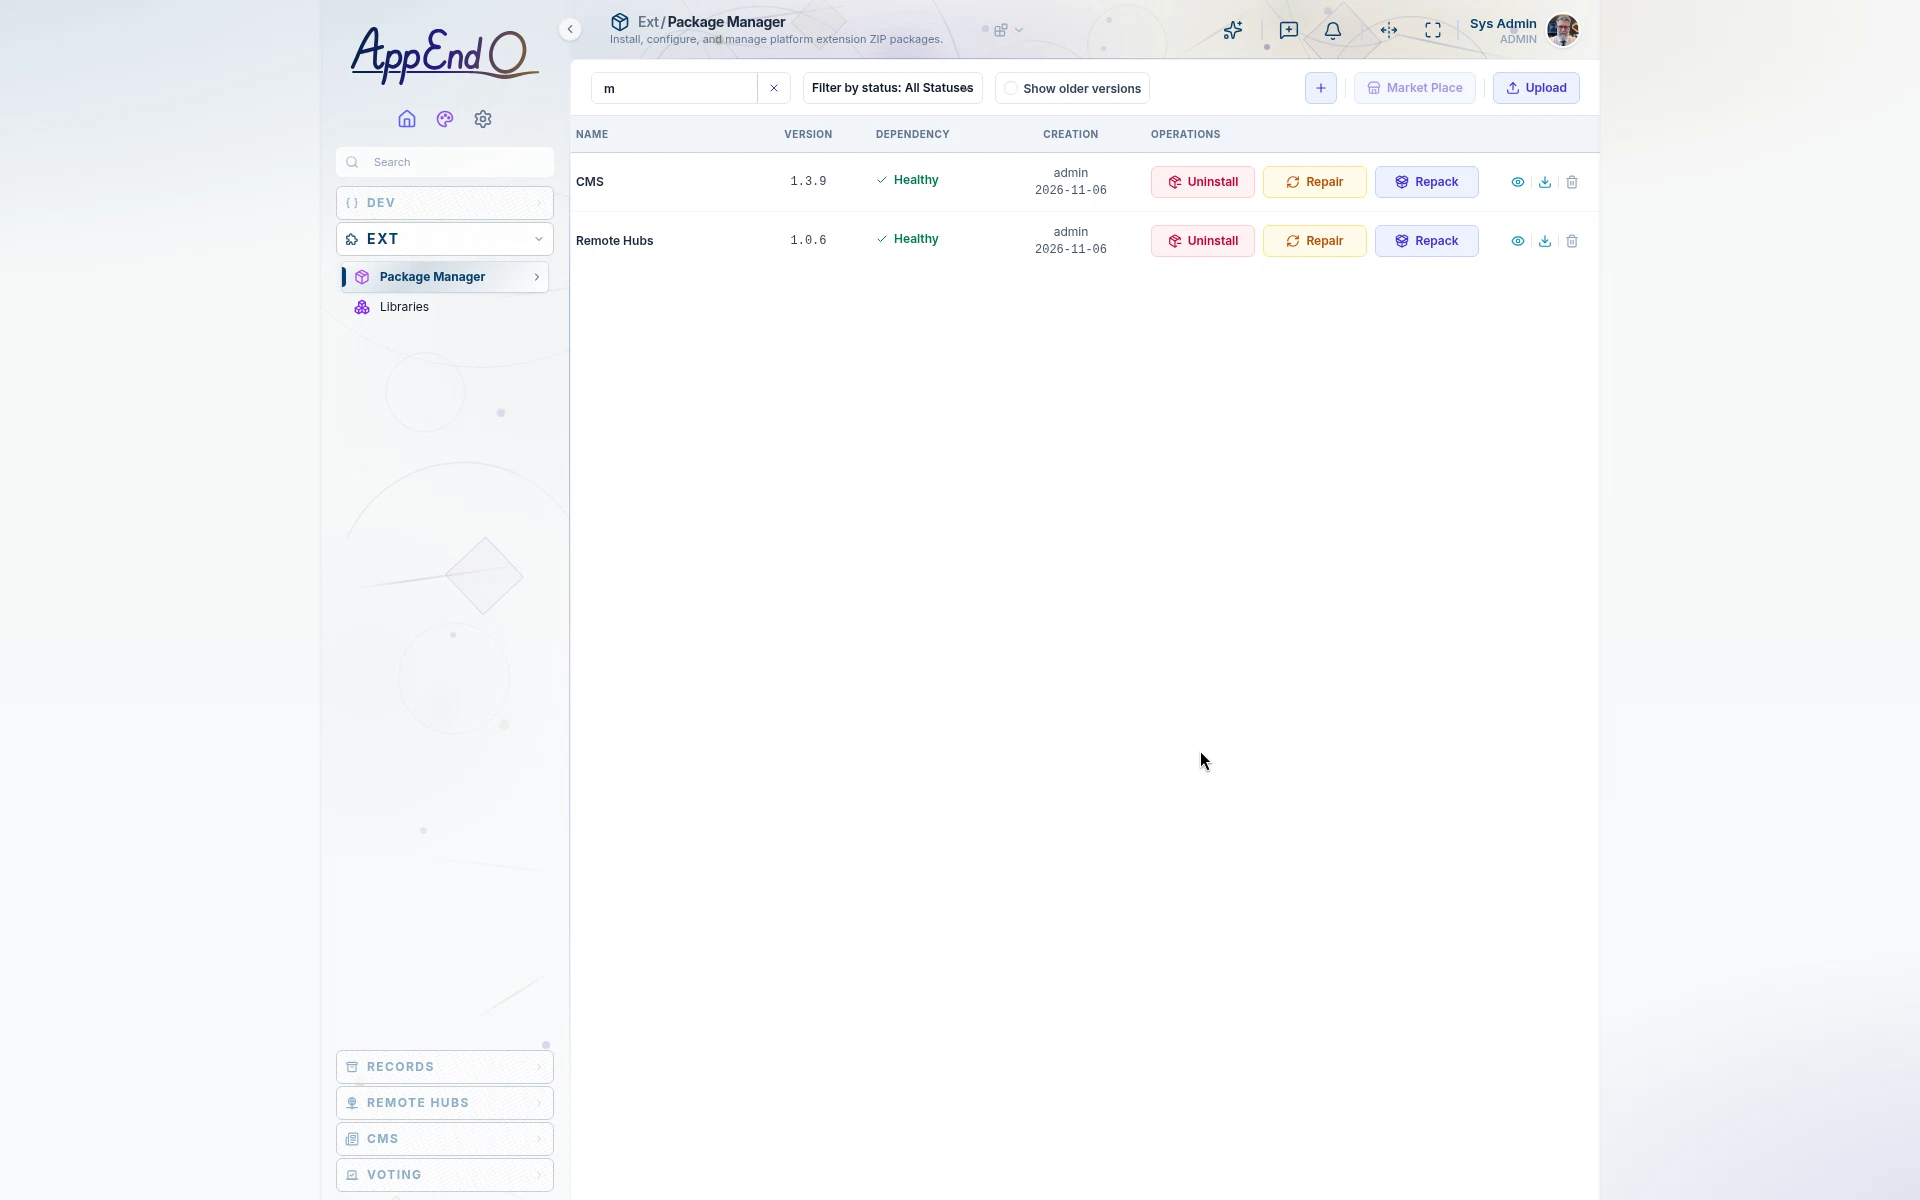 AppEndO
Ext / Package Manager
Install, configure, and manage platform extension ZIP packages.
Sys Admin
ADMIN
Search
{ } DEV
EXT
Package Manager
Libraries
RECORDS
REMOTE HUBS
CMS
VOTING
m
Filter by status: All Statuses
Show older versions
+
Market Place
Upload
NAME VERSION DEPENDENCY CREATION OPERATIONS
CMS 1.3.9 Healthy admin 2026-11-06 Uninstall Repair Repack
Remote Hubs 1.0.6 Healthy admin 2026-11-06 Uninstall Repair Repack